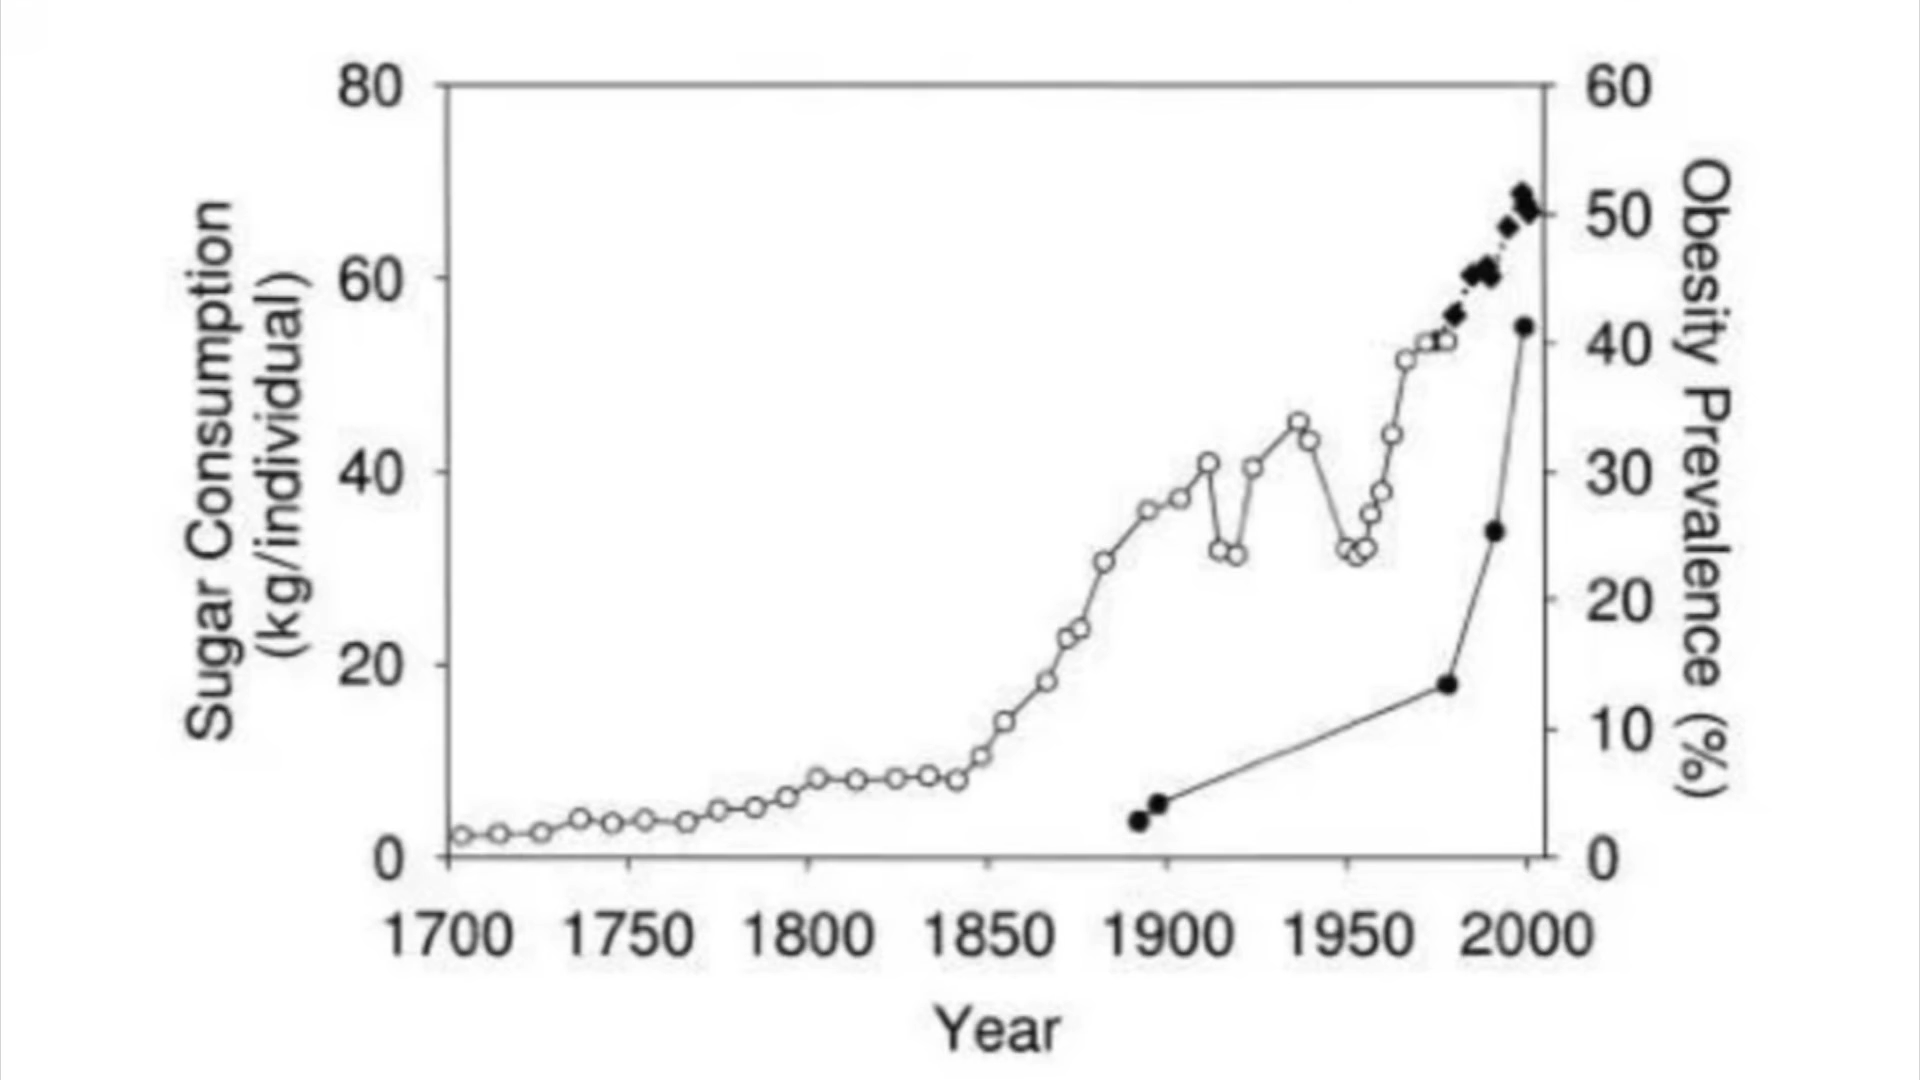 80
60
40
20
0
Sugar Consumption
(kg/individual)
60
50
40
30
20
10
0
Obesity Prevalence (%)
1700 1750 1800 1850 1900 1950 2000
Year